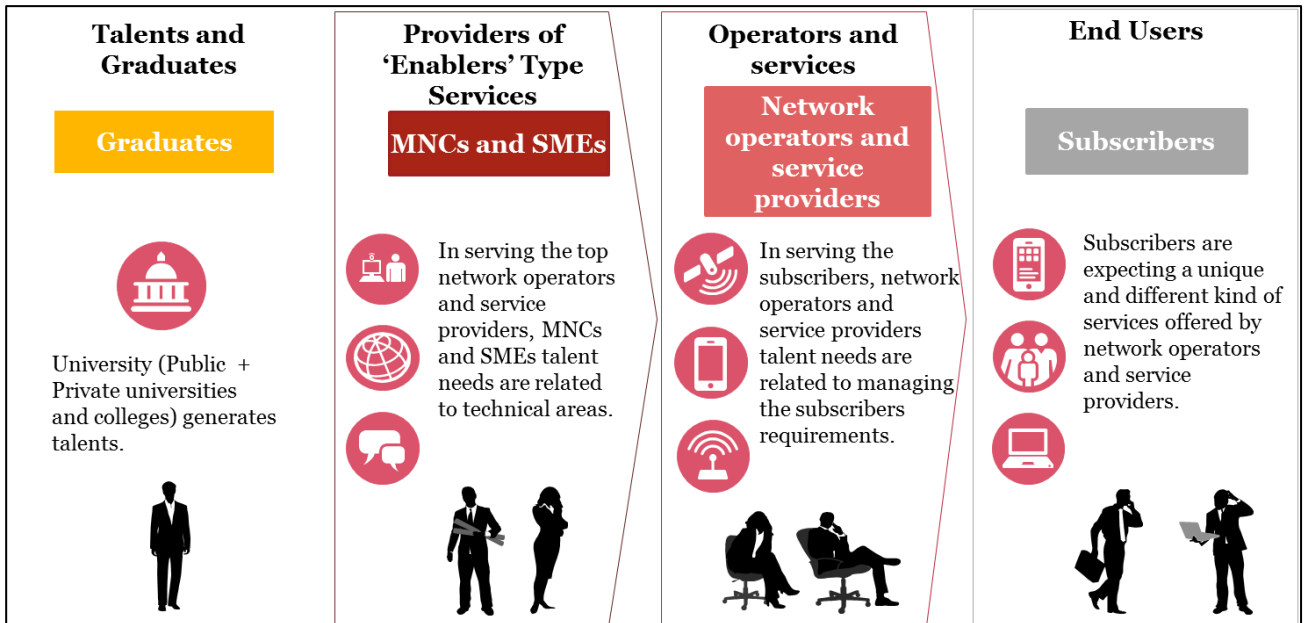 Talents and
Graduates
Graduates
University (Public  +
Private universities
and colleges) generates
talents.
Providers of
‘Enablers’ Type
Services
MNCs and SMEs
In serving the top
network operators
and service
providers, MNCs
and SMEs talent
needs are related
to technical areas.
Operators and
services
Network
operators and
service
providers
In serving the
subscribers, network
operators and
service providers
talent needs are
related to managing
the subscribers
requirements.
End Users
Subscribers
Subscribers are
expecting a unique
and different kind of
services offered by
network operators
and service
providers.